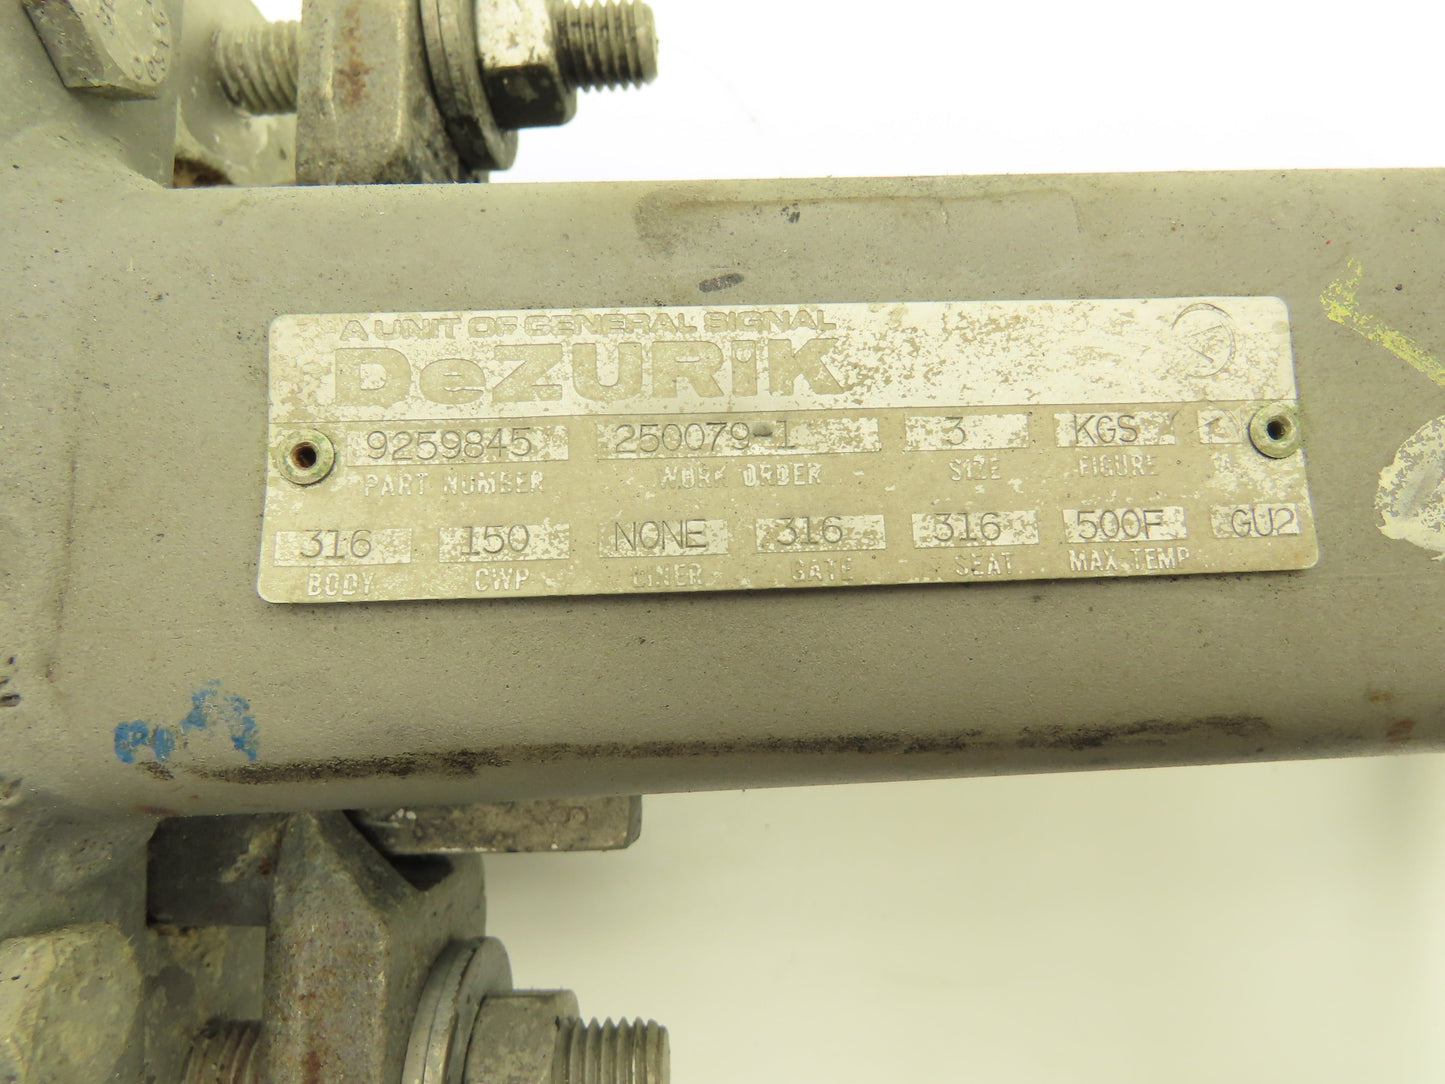 A UNIT OF GENERAL SIGNAL
DeZURIK
9259845 250079-1 3 KGS
PART NUMBER WORK ORDER SIZE FIGURE
316 150 NONE 316 316 500F GU2
BODY CWP LINER GATE SEAT MAX TEMP